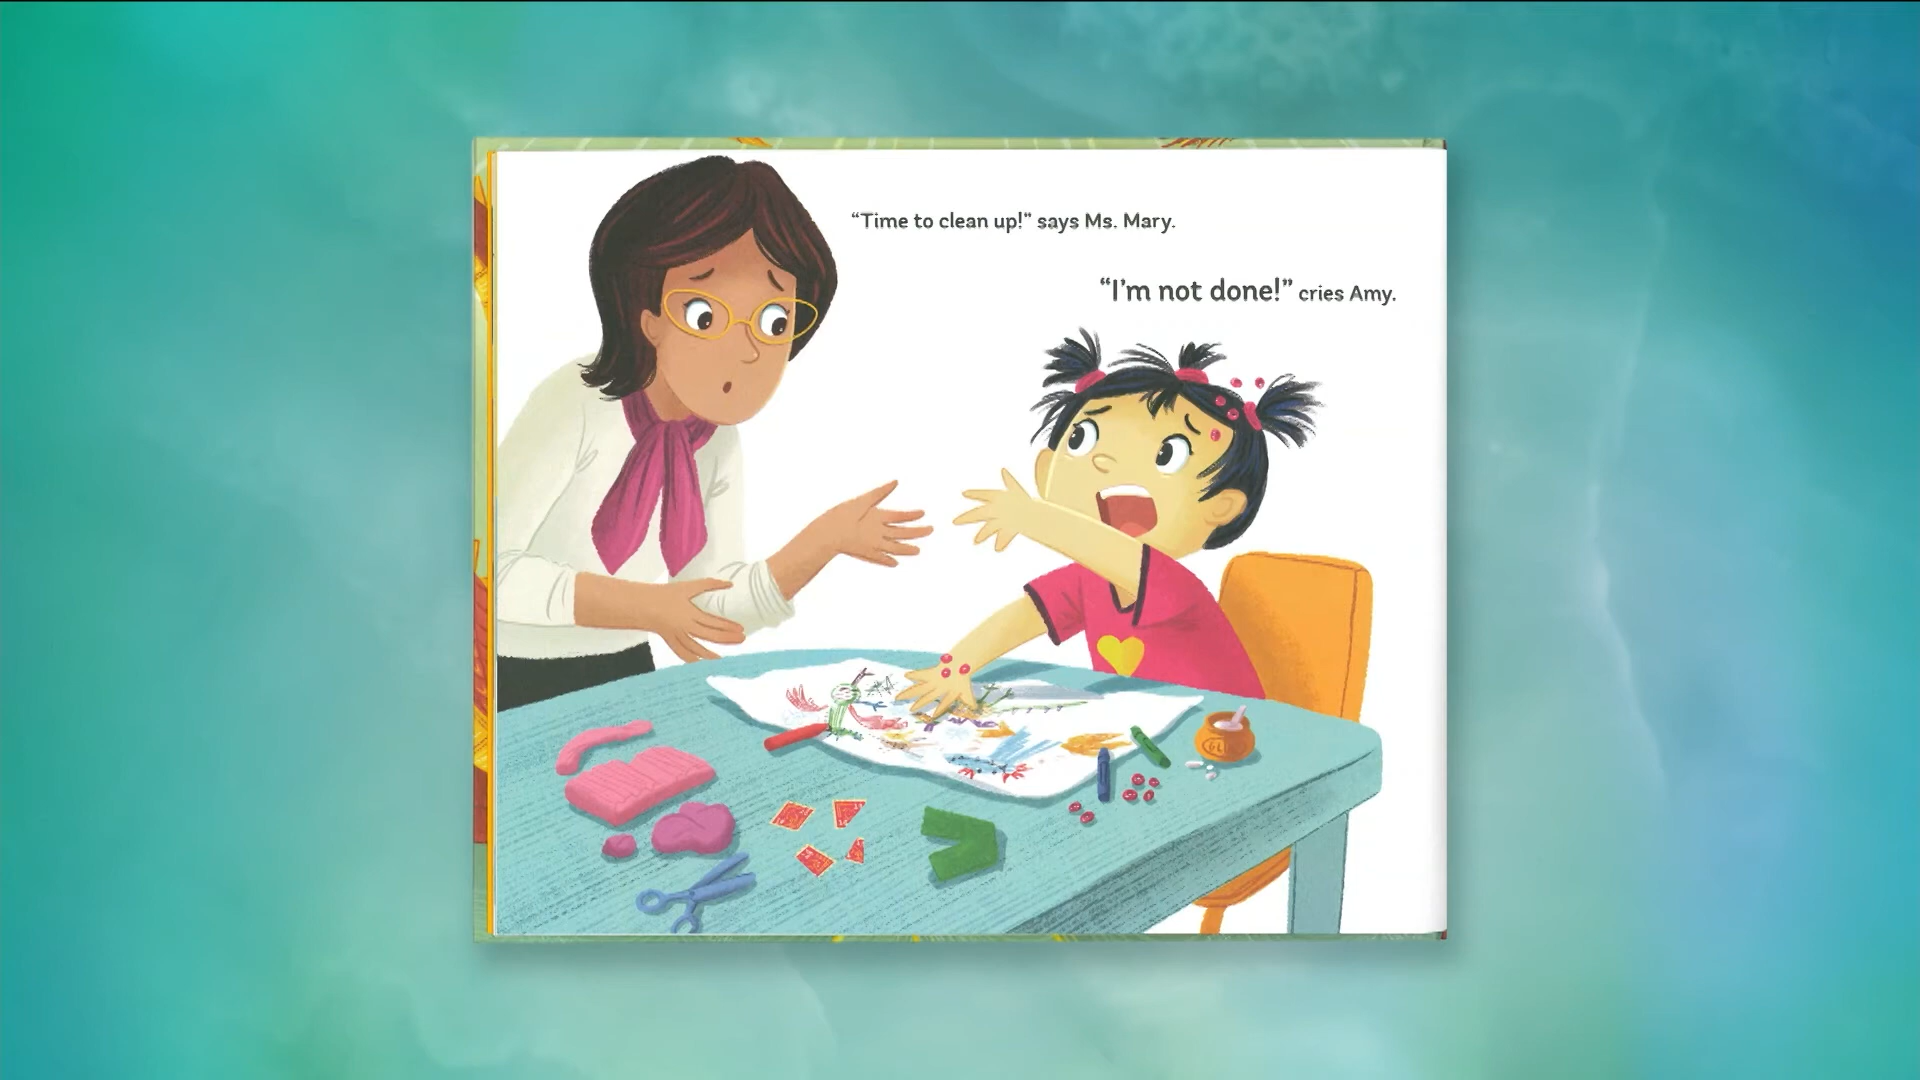 “Time to clean up!” says Ms. Mary.
“I'm not done!” cries Amy.